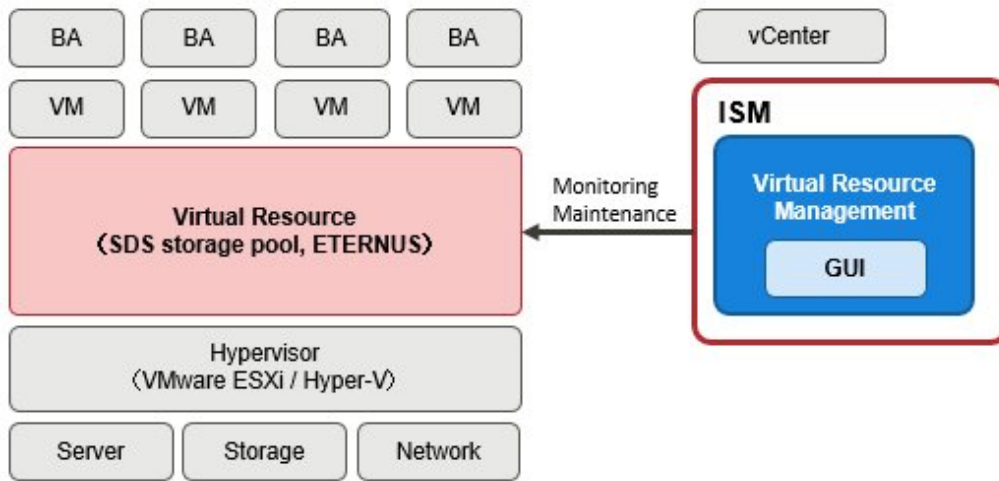 BA BA BA BA
vCenter
VM VM VM VM
ISM
Virtual Resource
（SDS storage pool, ETERNUS）
Monitoring
Maintenance
Virtual Resource
Management
GUI
Hypervisor
（VMware ESXi / Hyper-V）
Server Storage Network